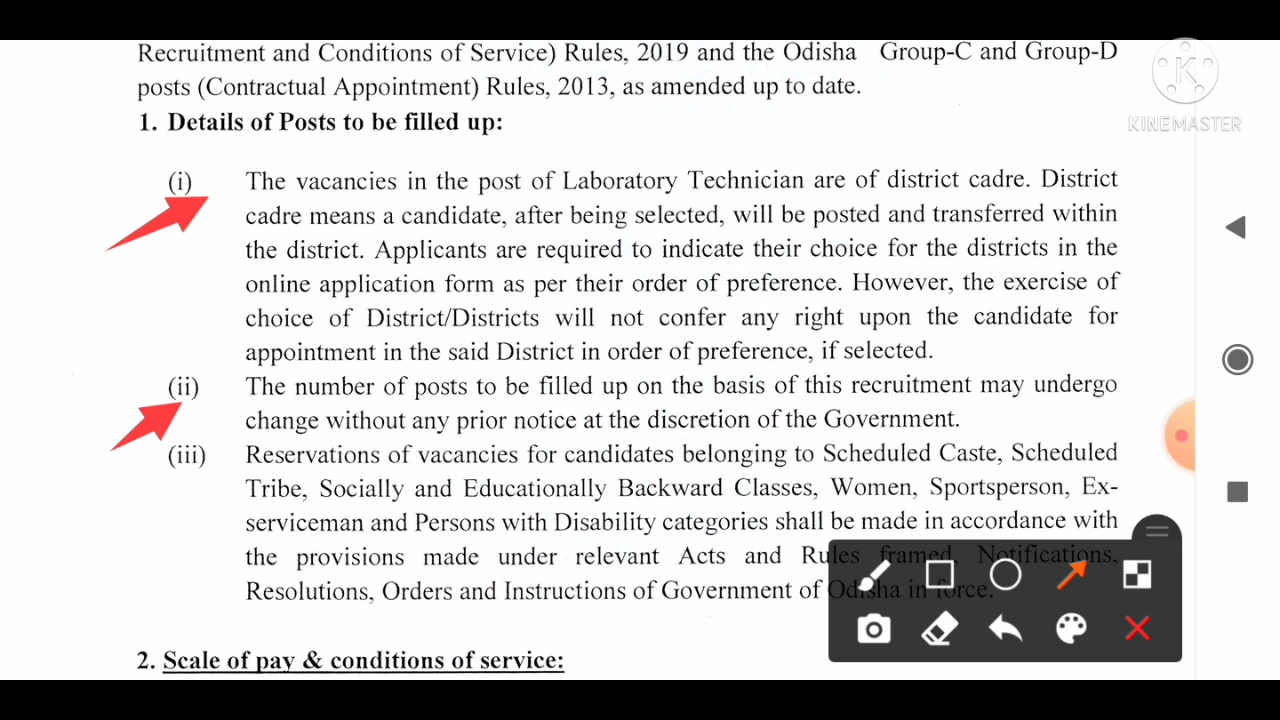 Recruitment and Conditions of Service) Rules, 2019 and the Odisha Group-C and Group-D
posts (Contractual Appointment) Rules, 2013, as amended up to date.
1. Details of Posts to be filled up:
(i) The vacancies in the post of Laboratory Technician are of district cadre. District
cadre means a candidate, after being selected, will be posted and transferred within
the district. Applicants are required to indicate their choice for the districts in the
online application form as per their order of preference. However, the exercise of
choice of District/Districts will not confer any right upon the candidate for
appointment in the said District in order of preference, if selected.
(ii) The number of posts to be filled up on the basis of this recruitment may undergo
change without any prior notice at the discretion of the Government.
(iii) Reservations of vacancies for candidates belonging to Scheduled Caste, Scheduled
Tribe, Socially and Educationally Backward Classes, Women, Sportsperson, Ex-
serviceman and Persons with Disability categories shall be made in accordance with
the provisions made under relevant Acts and Rules framed, Notifications,
Resolutions, Orders and Instructions of Government of Odisha in force.
2. Scale of pay & conditions of service:
K
KINEMASTER